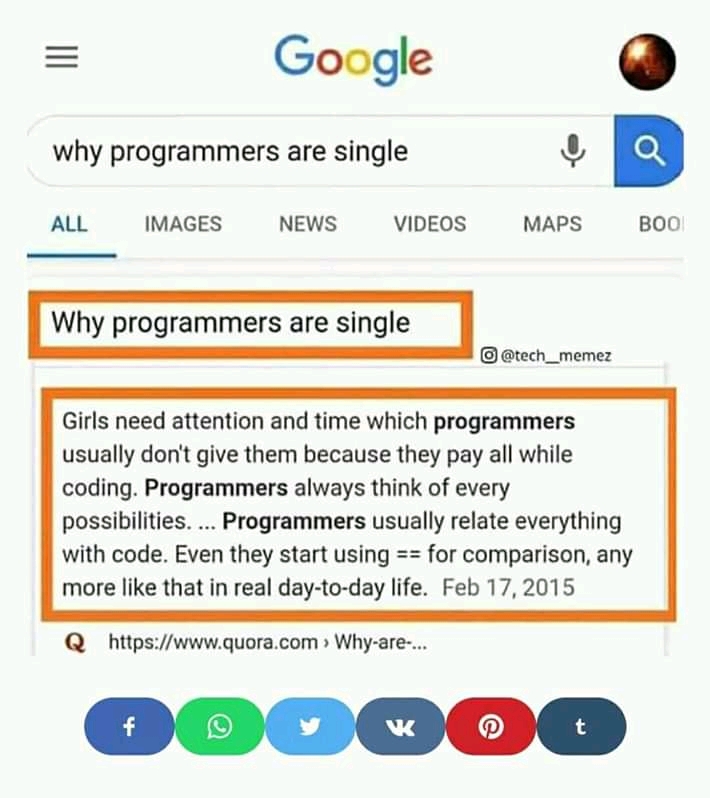 Google
why programmers are single
ALL IMAGES NEWS VIDEOS MAPS BOO
Why programmers are single
@tech__memez
Girls need attention and time which programmers
usually don't give them because they pay all while
coding. Programmers always think of every
possibilities. ... Programmers usually relate everything
with code. Even they start using == for comparison, any
more like that in real day-to-day life. Feb 17, 2015
Q https://www.quora.com › Why-are-...
f t